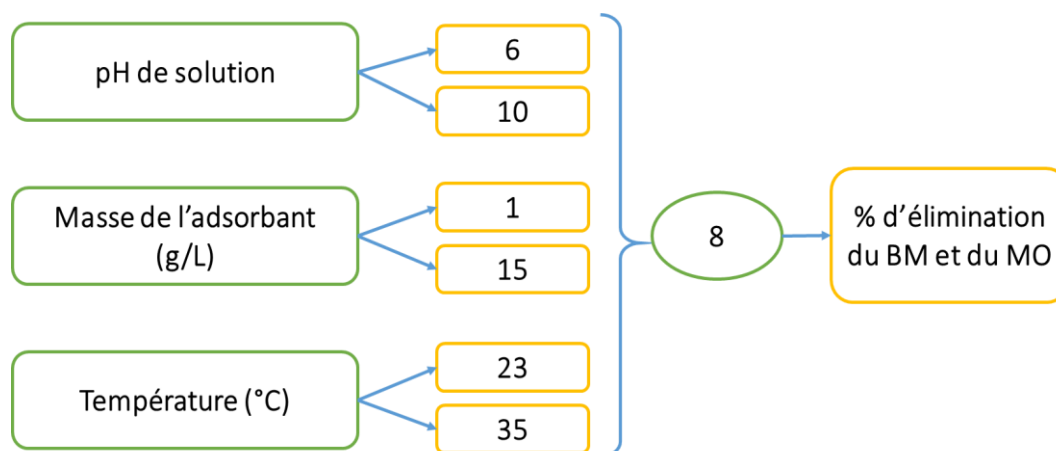 pH de solution
6
10
Masse de l’adsorbant
(g/L)
1
15
Température (°C)
23
35
8
% d’élimination
du BM et du MO